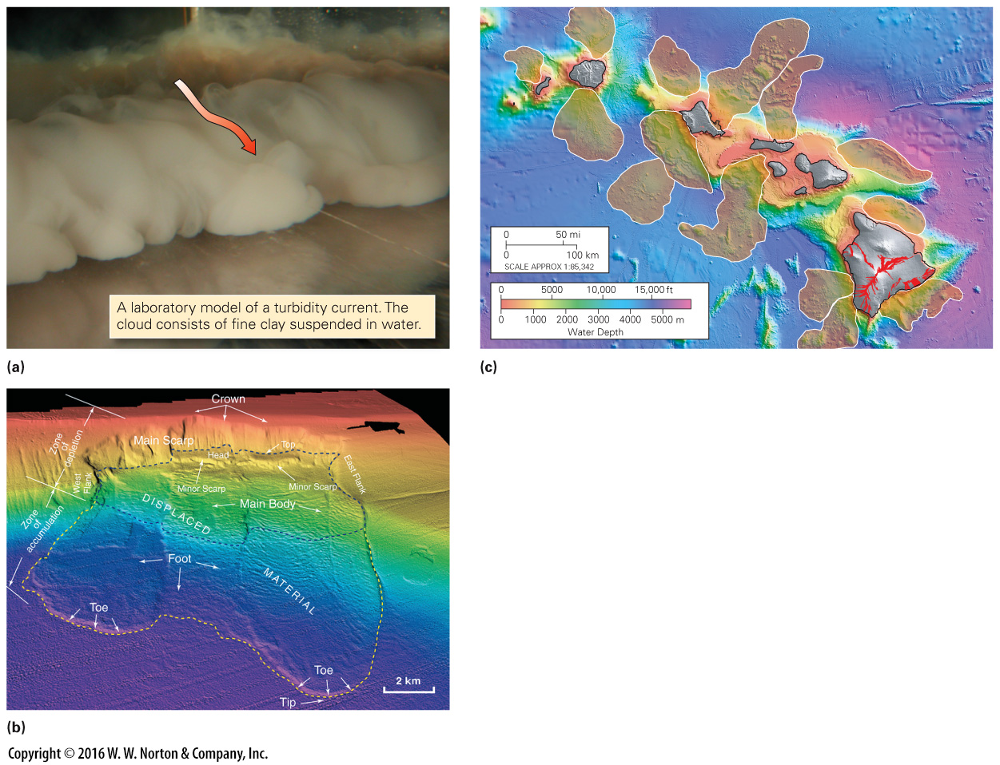 A laboratory model of a turbidity current. The
cloud consists of fine clay suspended in water.
(a)
0 50 mi
0 100 km
SCALE APPROX 1:85,342
0 5000 10,000 15,000 ft
0 1000 2000 3000 4000 5000 m
Water Depth
(c)
Crown
Zone
of
depletion
Main Scarp
Top
Head
West
Flank
East Flank
Minor Scarp
Minor Scarp
DISPLACED
Main Body
Zone
of
accumulation
Foot
MATERIAL
Toe
Toe
2 km
Tip
(b)
Copyright © 2016 W. W. Norton & Company, Inc.